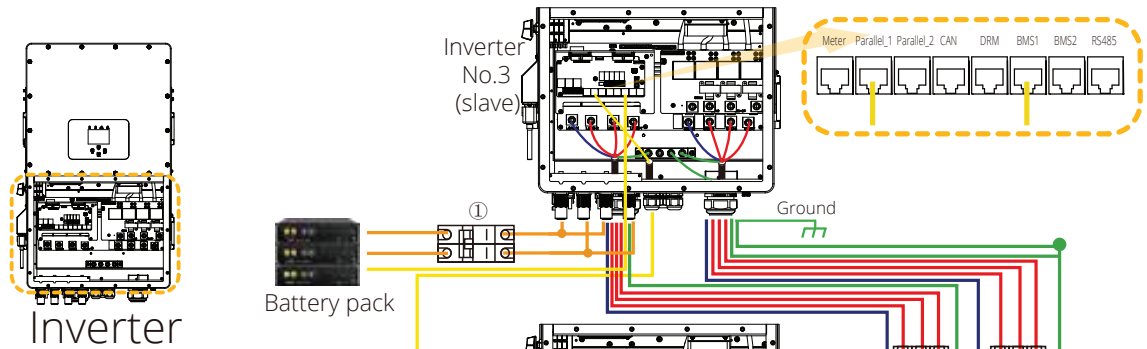 Inverter
No.3
(slave)
Meter Parallel_1 Parallel_2 CAN DRM BMS1 BMS2 RS485
①
Ground
Battery pack
Inverter